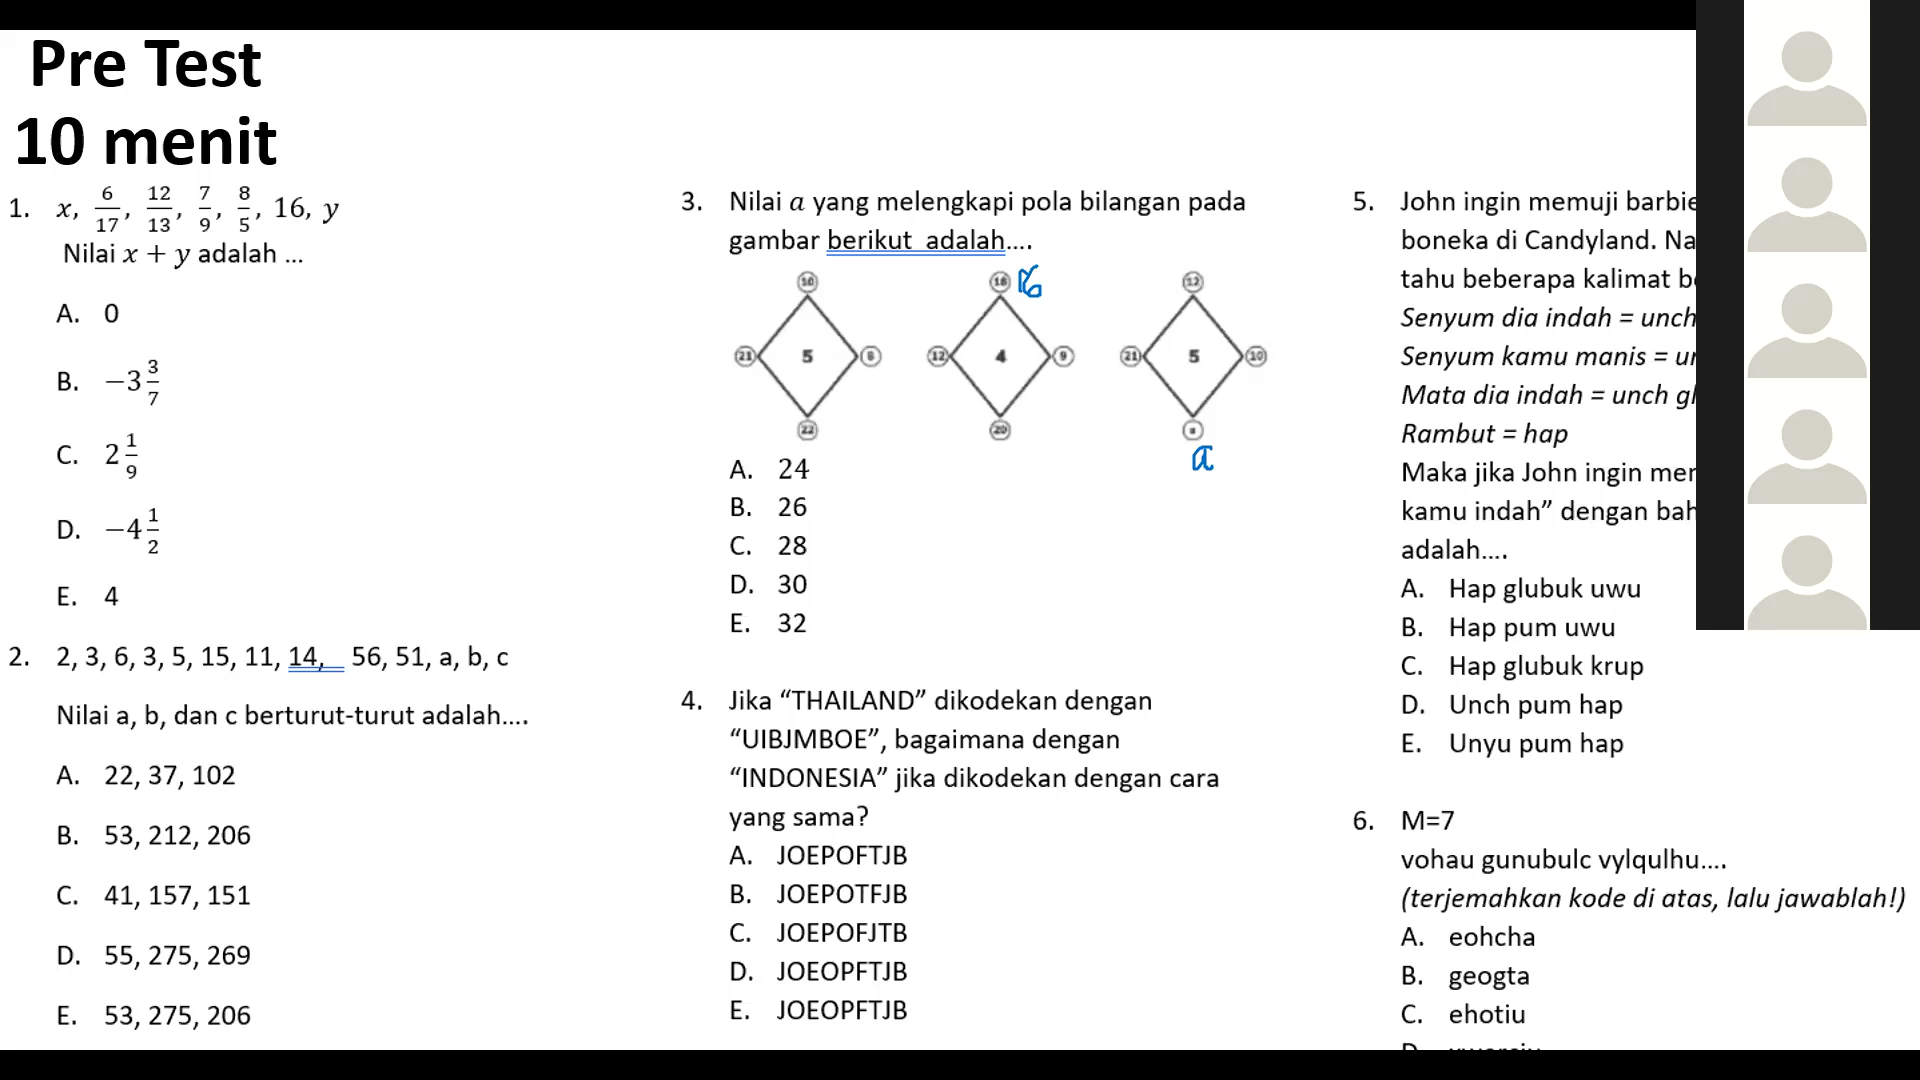 Pre Test
10 menit
1. x, 6/17, 12/13, 7/9, 8/5, 16, y
Nilai x + y adalah ...
A. 0
B. −3 3/7
C. 2 1/9
D. −4 1/2
E. 4
2. 2, 3, 6, 3, 5, 15, 11, 14, 56, 51, a, b, c
Nilai a, b, dan c berturut-turut adalah....
A. 22, 37, 102
B. 53, 212, 206
C. 41, 157, 151
D. 55, 275, 269
E. 53, 275, 206
3. Nilai a yang melengkapi pola bilangan pada
gambar berikut adalah....
10
21 5 8
22
16 16
12 4 9
20
12
21 5 10
a
a
A. 24
B. 26
C. 28
D. 30
E. 32
4. Jika “THAILAND” dikodekan dengan
“UIBJMBOE”, bagaimana dengan
“INDONESIA” jika dikodekan dengan cara
yang sama?
A. JOEPOFTJB
B. JOEPOTFJB
C. JOEPOFJTB
D. JOEOPFTJB
E. JOEOPFTJB
5. John ingin memuji barbie
boneka di Candyland.
tahu beberapa kalimat
Senyum dia indah = unch
Senyum kamu manis =
Mata dia indah = unch
Rambut = hap
Maka jika John ingin
kamu indah” dengan
adalah....
A. Hap glubuk uwu
B. Hap pum uwu
C. Hap glubuk krup
D. Unch pum hap
E. Unyu pum hap
6. M=7
vohau gunubulc vylqulhu....
(terjemahkan kode di atas, lalu jawablah!)
A. eohcha
B. geogta
C. ehotiu